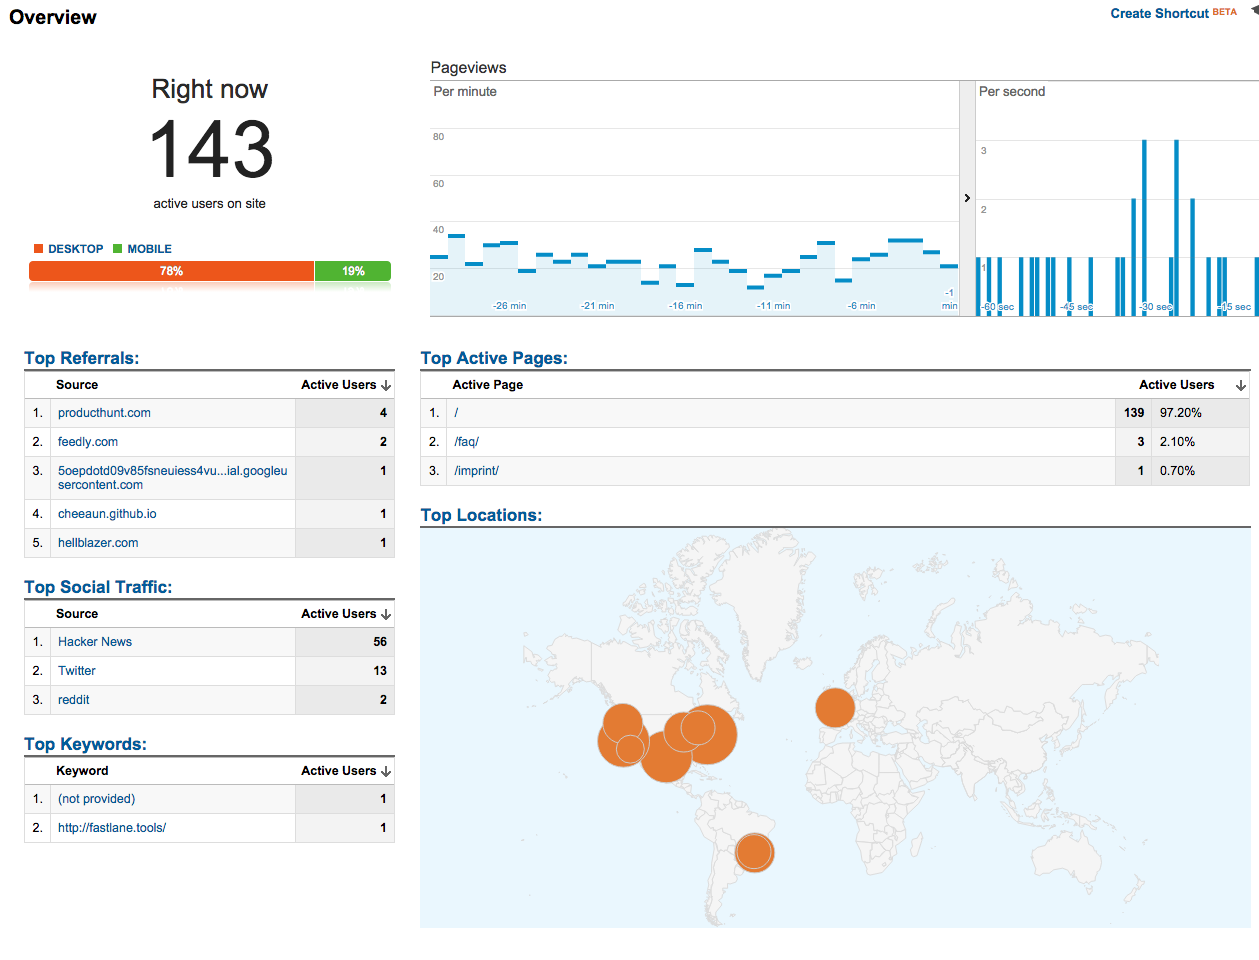 Overview
Create Shortcut BETA
Right now
143
active users on site
DESKTOP MOBILE
78% 19%
Pageviews
Per minute
80
60
40
20
-26 min -21 min -16 min -11 min -6 min -1 min
Per second
3
2
1
-60 sec -45 sec -30 sec -15 sec
Top Referrals:
Source Active Users
1. producthunt.com 4
2. feedly.com 2
3. 5oepdotd09v85fsneuiess4vu...ial.googleu 1
sercontent.com
4. cheeaun.github.io 1
5. hellblazer.com 1
Top Social Traffic:
Source Active Users
1. Hacker News 56
2. Twitter 13
3. reddit 2
Top Keywords:
Keyword Active Users
1. (not provided) 1
2. http://fastlane.tools/ 1
Top Active Pages:
Active Page Active Users
1. / 139 97.20%
2. /faq/ 3 2.10%
3. /imprint/ 1 0.70%
Top Locations: